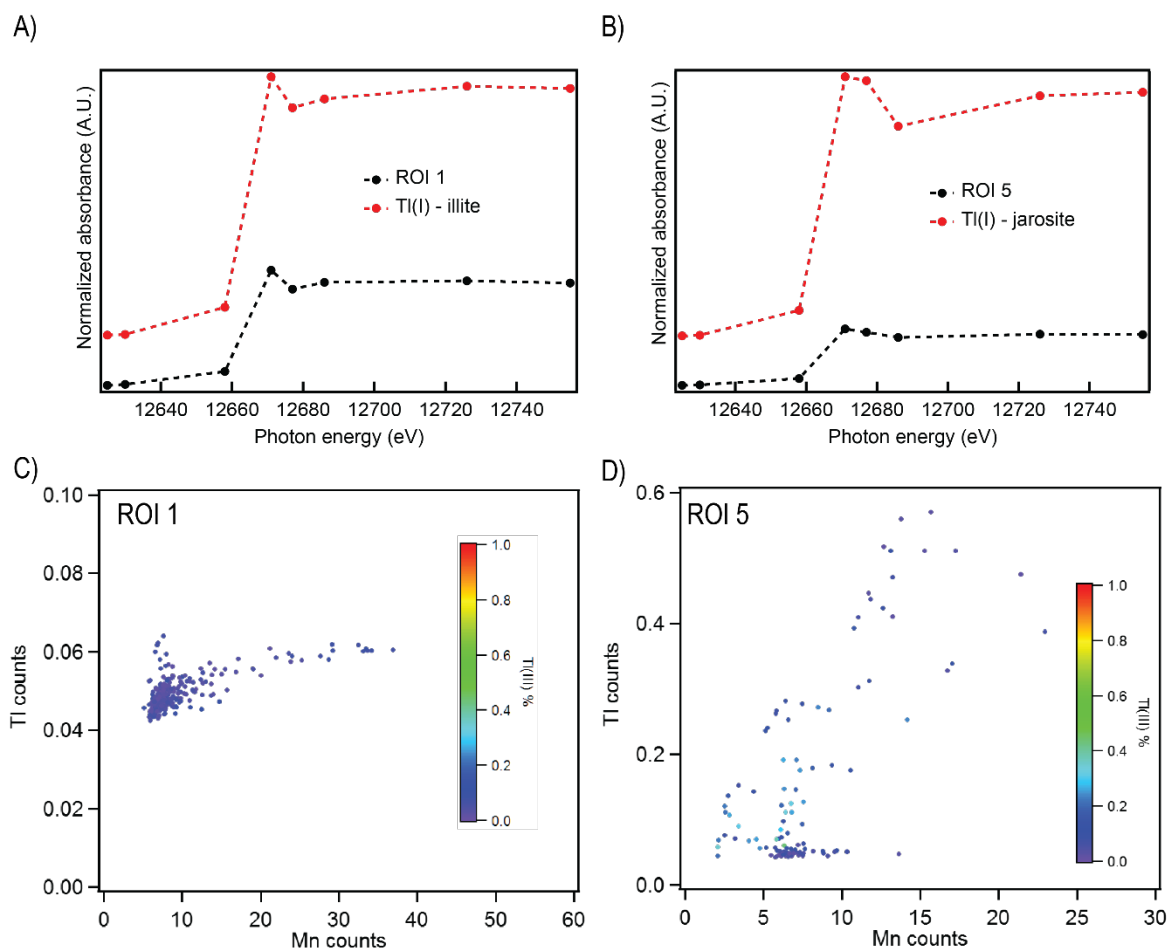 A)
Normalized absorbance (A.U.)
ROI 1
Tl(I) - illite
12640 12660 12680 12700 12720 12740
Photon energy (eV)
B)
Normalized absorbance (A.U.)
ROI 5
Tl(I) - jarosite
12640 12660 12680 12700 12720 12740
Photon energy (eV)
C)
ROI 1
Tl counts
0.10
0.08
0.06
0.04
0.02
0.00
0 10 20 30 40 50 60
Mn counts
1.0
0.8
0.6
0.4
0.2
0.0
Tl(III) %
D)
ROI 5
Tl counts
0.6
0.4
0.2
0.0
0 5 10 15 20 25 30
Mn counts
1.0
0.8
0.6
0.4
0.2
0.0
Tl(III) %